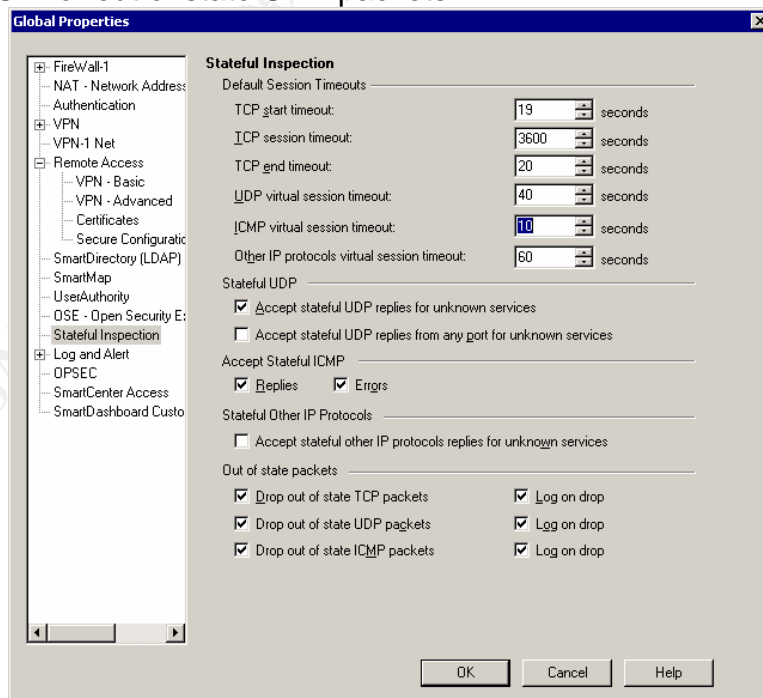 Global Properties
FireWall-1
NAT - Network Address
Authentication
VPN
VPN-1 Net
Remote Access
VPN - Basic
VPN - Advanced
Certificates
Secure Configuratic
SmartDirectory (LDAP)
SmartMap
UserAuthority
OSE - Open Security E
Stateful Inspection
Log and Alert
OPSEC
SmartCenter Access
SmartDashboard Custo
Stateful Inspection
Default Session Timeouts
TCP start timeout: 19 seconds
TCP session timeout: 3600 seconds
TCP end timeout: 20 seconds
UDP virtual session timeout: 40 seconds
ICMP virtual session timeout: 10 seconds
Other IP protocols virtual session timeout: 60 seconds
Stateful UDP
Accept stateful UDP replies for unknown services
Accept stateful UDP replies from any port for unknown services
Accept Stateful ICMP
Replies Errors
Stateful Other IP Protocols
Accept stateful other IP protocols replies for unknown services
Out of state packets
Drop out of state TCP packets Log on drop
Drop out of state UDP packets Log on drop
Drop out of state ICMP packets Log on drop
OK Cancel Help